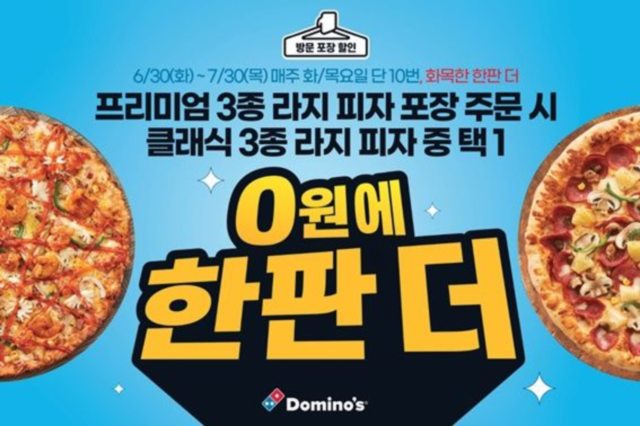 방문 포장 할인
6/30(화) ~ 7/30(목) 매주 화/목요일 단 10번, 화목한 한판 더
프리미엄 3종 라지 피자 포장 주문 시
클래식 3종 라지 피자 중 택 1
0원에
한판 더
Domino's